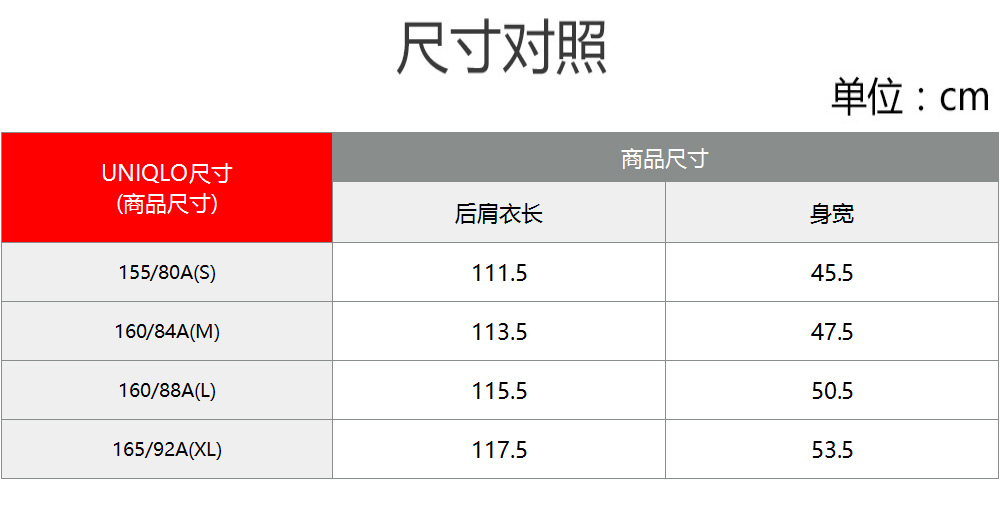 尺寸对照
单位：cm
UNIQLO尺寸
(商品尺寸)
商品尺寸
后肩衣长 身宽
155/80A(S) 111.5 45.5
160/84A(M) 113.5 47.5
160/88A(L) 115.5 50.5
165/92A(XL) 117.5 53.5